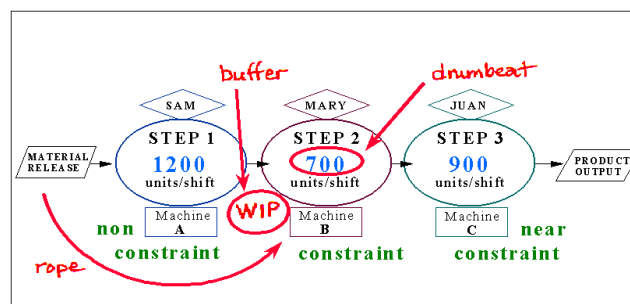 buffer
drumbeat
SAM
MARY
JUAN
STEP 1
STEP 2
STEP 3
MATERIAL
RELEASE
1200
700
900
PRODUCT
OUTPUT
units/shift
units/shift
units/shift
WIP
Machine
A
Machine
B
Machine
C
non
constraint
constraint
near
constraint
rope